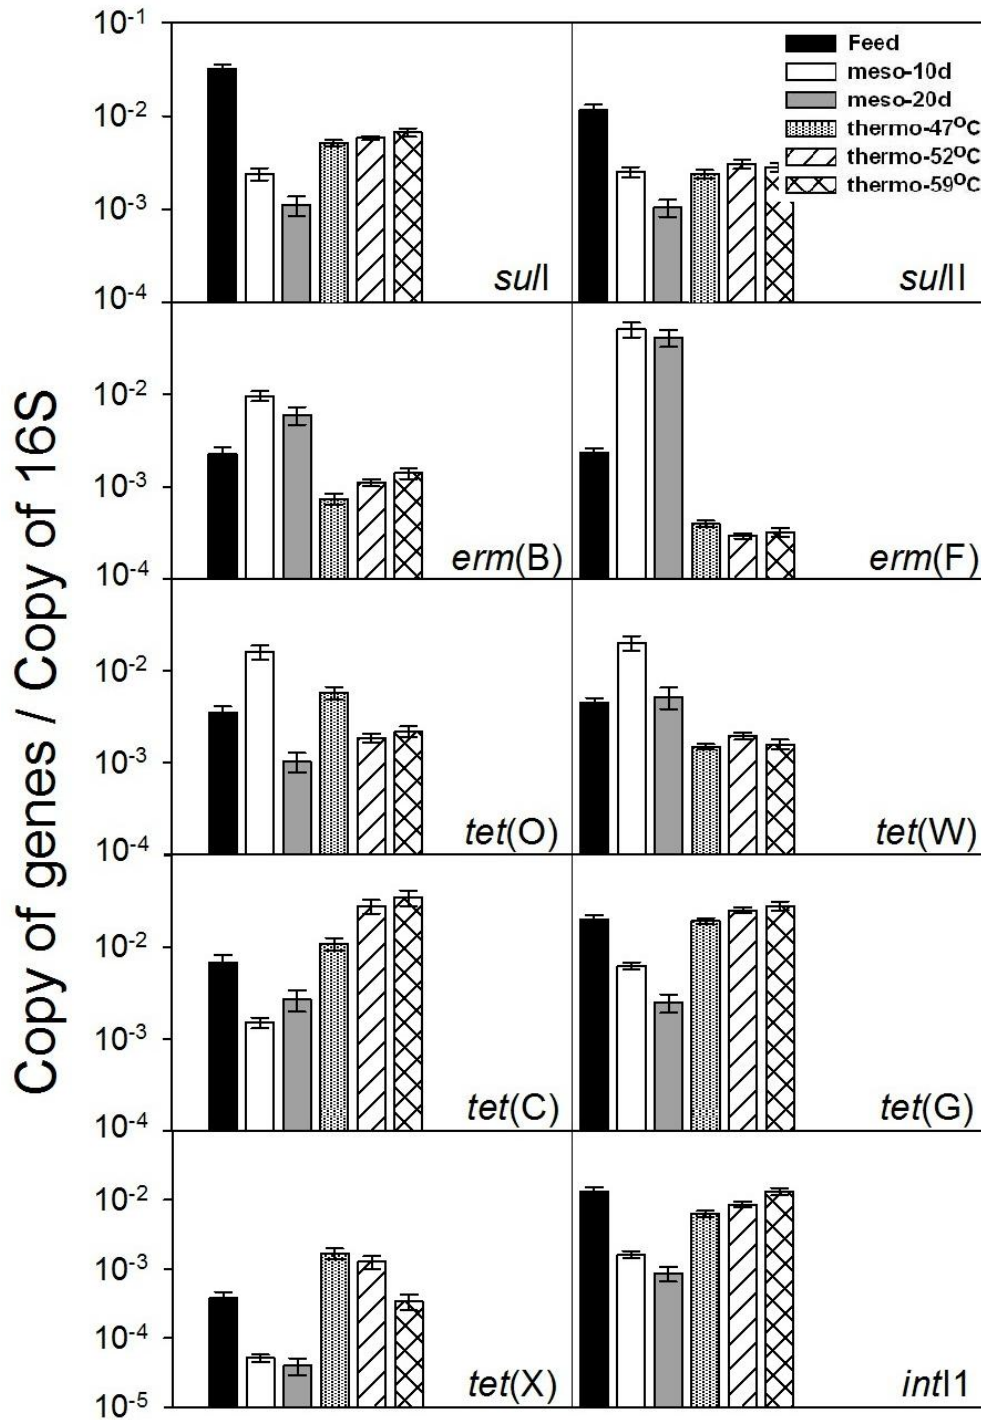 Copy of genes / Copy of 16S
10-1
10-2
10-3
10-4
sulI
Feed
meso-10d
meso-20d
thermo-47oC
thermo-52oC
thermo-59oC
sulII
10-2
10-3
10-4
erm(B)
erm(F)
10-2
10-3
10-4
tet(O)
tet(W)
10-2
10-3
10-4
tet(C)
tet(G)
10-2
10-3
10-4
10-5
tet(X)
intI1